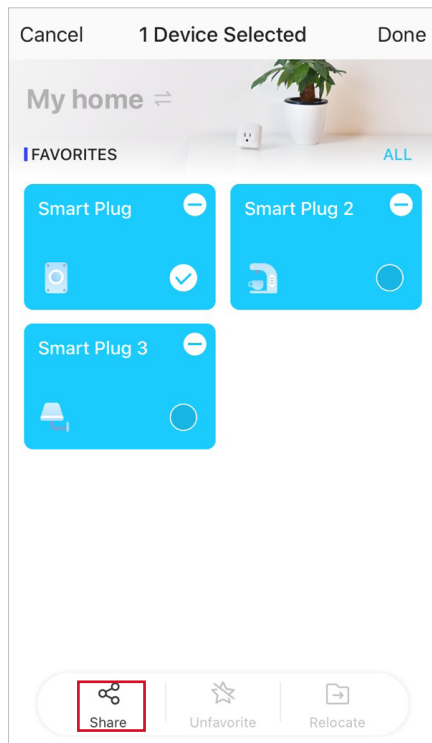 Cancel 1 Device Selected Done
My home
FAVORITES ALL
Smart Plug Smart Plug 2
Smart Plug 3
Share Unfavorite Relocate